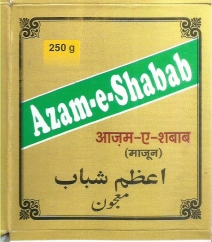 250 g
Azam-e-Shabab
आज़म-ए-शबाब
(माजून)
اعظم شباب
معجون